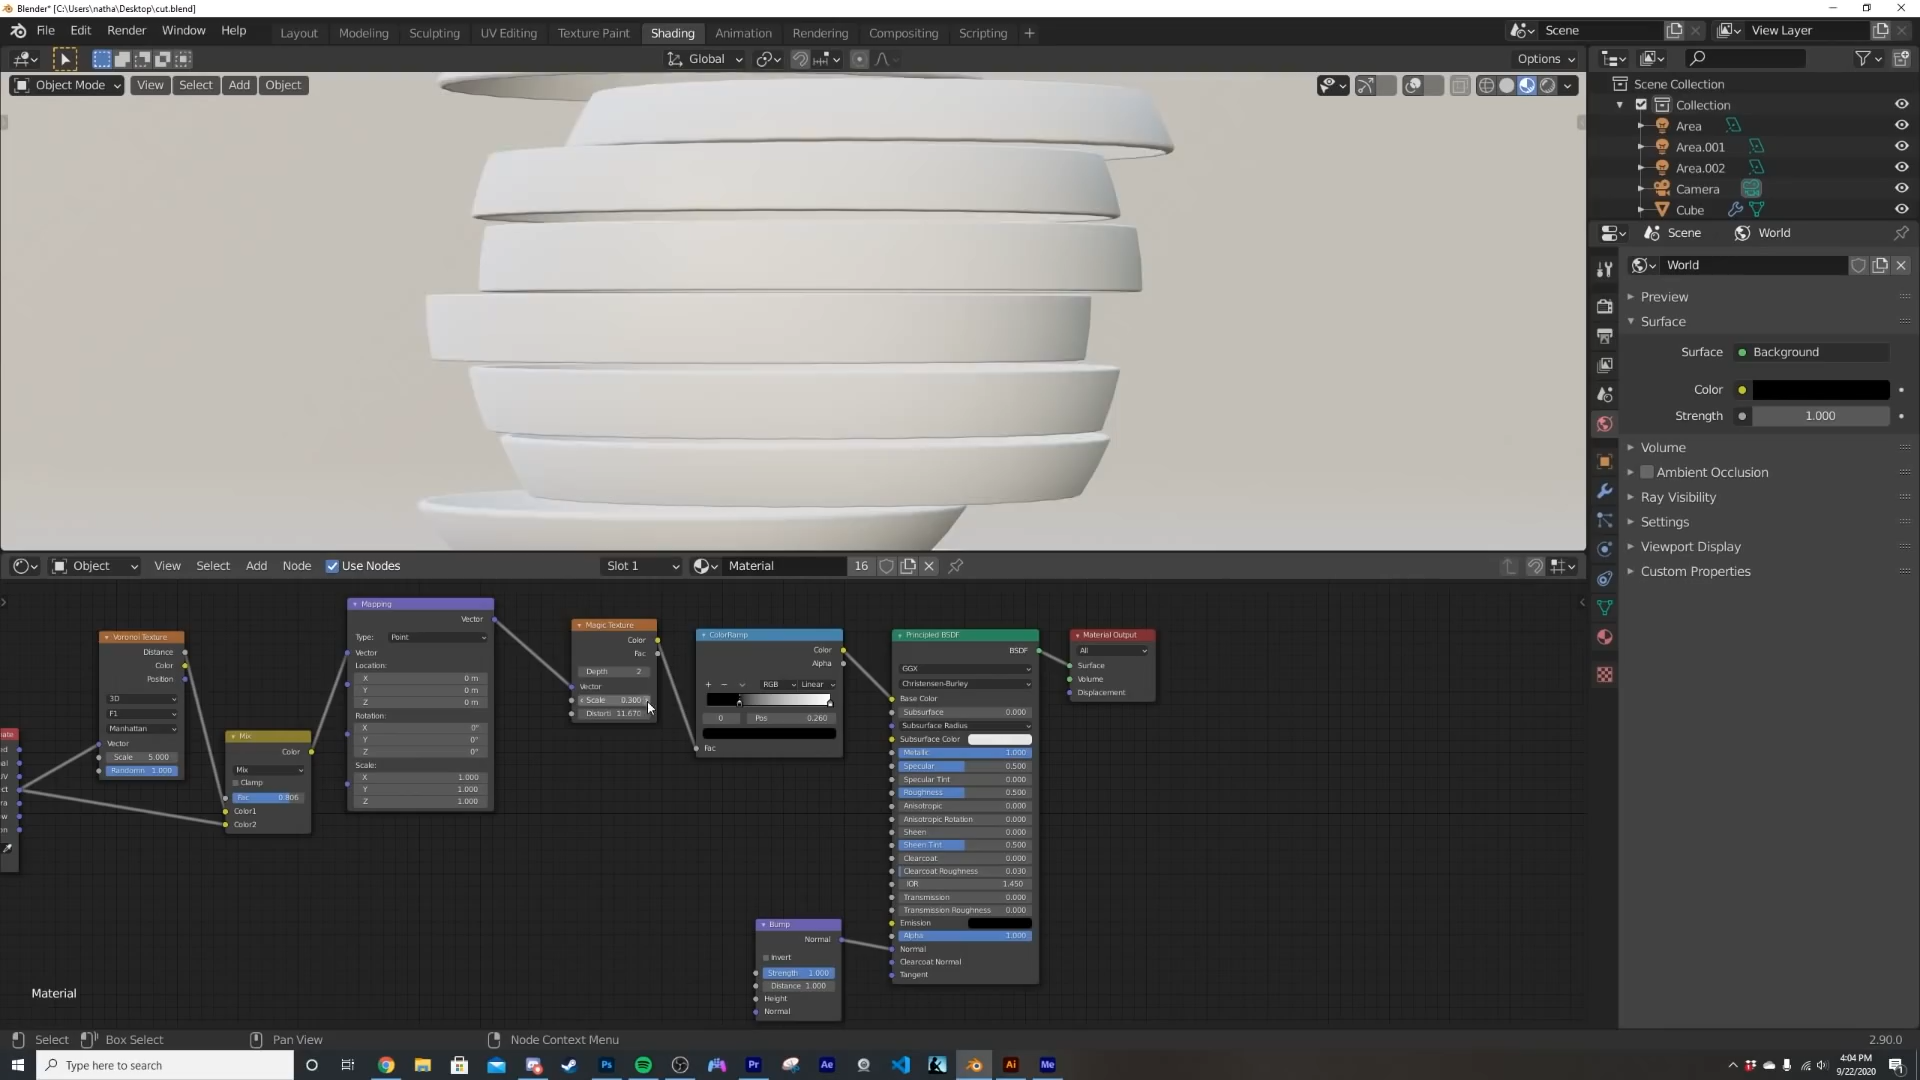 Blender* [C:\Users\natha\Desktop\cut.blend]
File Edit Render Window Help Layout Modeling Sculpting UV Editing Texture Paint Shading Animation Rendering Compositing Scripting + Scene View Layer
Global Options
Object Mode View Select Add Object
Scene Collection
Collection
Area
Area.001
Area.002
Camera
Cube
Scene World
World
Preview
Surface
Surface Background
Color
Strength 1.000
Volume
Ambient Occlusion
Ray Visibility
Settings
Viewport Display
Custom Properties
Object View Select Add Node Use Nodes Slot 1 Material 16
Voronoi Texture
Distance
Color
Position
3D
F1
Manhattan
Vector
Scale 5.000
Randomn 1.000
Mix
Color
Mix
Clamp
Fac 0.806
Color1
Color2
Mapping
Vector
Type: Point
Vector
Location:
X 0 m
Y 0 m
Z 0 m
Rotation:
X 0°
Y 0°
Z 0°
Scale:
X 1.000
Y 1.000
Z 1.000
Magic Texture
Color
Fac
Depth 2
Vector
Scale 0.300
Distorti 11.670
ColorRamp
Color
Alpha
+ − RGB Linear
0 Pos 0.260
Fac
Principled BSDF
BSDF
GGX
Christensen-Burley
Base Color
Subsurface 0.000
Subsurface Radius
Subsurface Color
Metallic 1.000
Specular 0.500
Specular Tint 0.000
Roughness 0.500
Anisotropic 0.000
Anisotropic Rotation 0.000
Sheen 0.000
Sheen Tint 0.500
Clearcoat 0.000
Clearcoat Roughness 0.030
IOR 1.450
Transmission 0.000
Transmission Roughness 0.000
Emission
Alpha 1.000
Normal
Clearcoat Normal
Tangent
Material Output
All
Surface
Volume
Displacement
Bump
Normal
Invert
Strength 1.000
Distance 1.000
Height
Normal
Material
Select Box Select Pan View Node Context Menu 2.90.0
Type here to search
Ps Pr Ae Ai Me
4:04 PM
9/22/2020